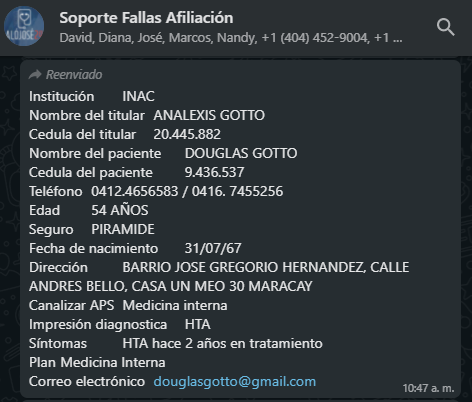 Soporte Fallas Afiliación
David, Diana, José, Marcos, Nandy, +1 (404) 452-9004, +1 ...
ALÓJOSÉ
Reenviado
Institución INAC
Nombre del titular ANALEXIS GOTTO
Cedula del titular 20.445.882
Nombre del paciente DOUGLAS GOTTO
Cedula del paciente 9.436.537
Teléfono 0412.4656583 / 0416. 7455256
Edad 54 AÑOS
Seguro PIRAMIDE
Fecha de nacimiento 31/07/67
Dirección BARRIO JOSE GREGORIO HERNANDEZ, CALLE
ANDRES BELLO, CASA UN MEO 30 MARACAY
Canalizar APS Medicina interna
Impresión diagnostica HTA
Síntomas HTA hace 2 años en tratamiento
Plan Medicina Interna
Correo electrónico douglasgotto@gmail.com
10:47 a. m.